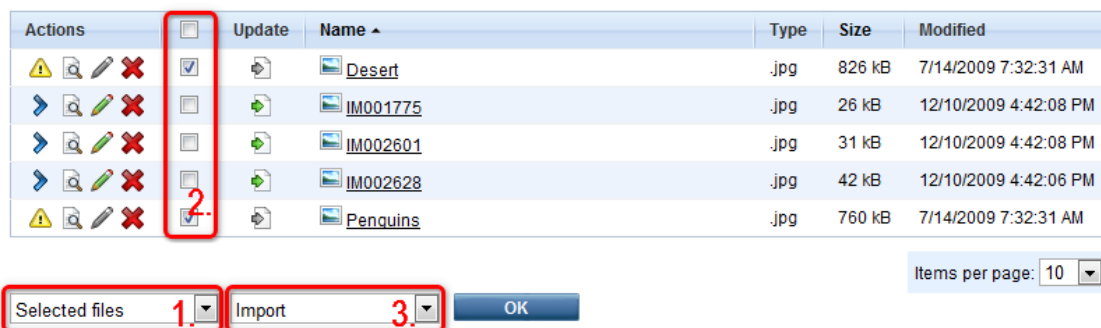 Actions Update Name Type Size Modified
Desert .jpg 826 kB 7/14/2009 7:32:31 AM
IM001775 .jpg 26 kB 12/10/2009 4:42:08 PM
IM002601 .jpg 31 kB 12/10/2009 4:42:08 PM
IM002628 .jpg 42 kB 12/10/2009 4:42:06 PM
2.
Penguins .jpg 760 kB 7/14/2009 7:32:31 AM
Items per page: 10
Selected files 1. Import 3. OK